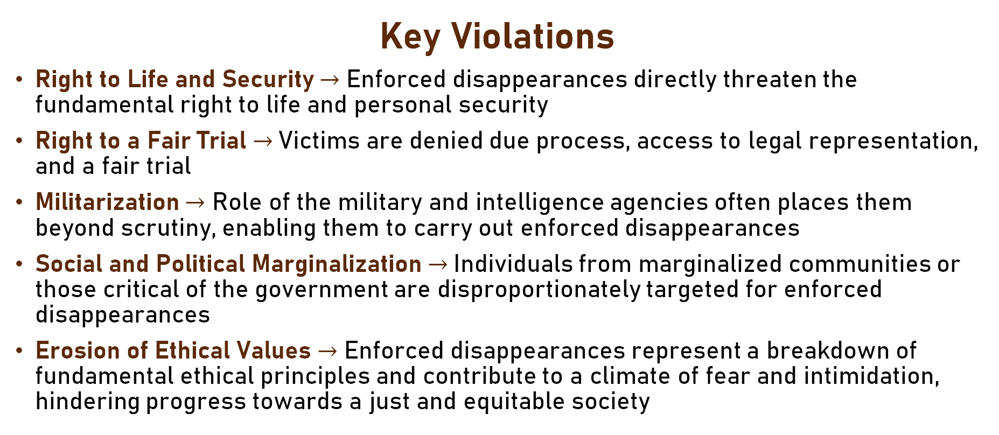 Key Violations
• Right to Life and Security → Enforced disappearances directly threaten the
fundamental right to life and personal security
• Right to a Fair Trial → Victims are denied due process, access to legal representation,
and a fair trial
• Militarization → Role of the military and intelligence agencies often places them
beyond scrutiny, enabling them to carry out enforced disappearances
• Social and Political Marginalization → Individuals from marginalized communities or
those critical of the government are disproportionately targeted for enforced
disappearances
• Erosion of Ethical Values → Enforced disappearances represent a breakdown of
fundamental ethical principles and contribute to a climate of fear and intimidation,
hindering progress towards a just and equitable society